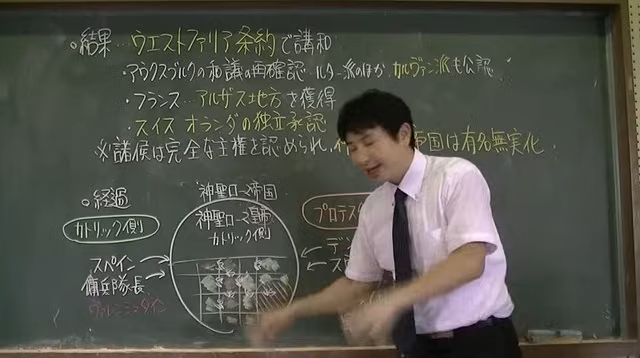 ○結果…ウエストファリア条約で講和
・アウクスブルクの和議の再確認 ルター派のほか、カルヴァン派も公認
・フランス…アルザス地方を獲得
・スイス オランダの独立承認
※諸侯は完全な主権を認められ、
帝国は有名無実化。
○経過
カトリック側
スペイン
傭兵隊長
ヴァレンシュタイン
神聖ローマ帝国
神聖ローマ皇帝
カトリック側
プロテスタ
デン
ス